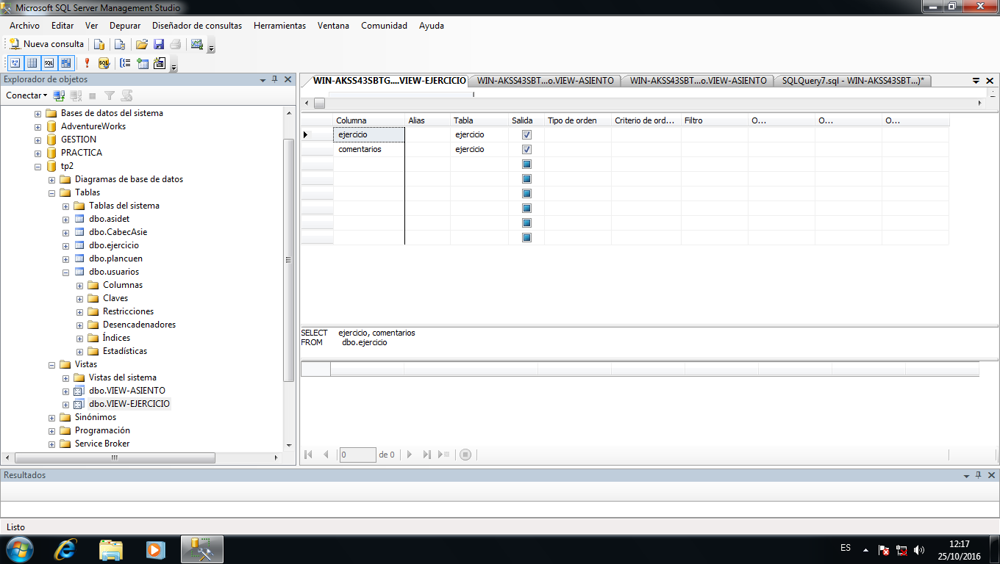 Microsoft SQL Server Management Studio
Archivo Editar Ver Depurar Diseñador de consultas Herramientas Ventana Comunidad Ayuda
Nueva consulta
Explorador de objetos
Conectar
Bases de datos del sistema
AdventureWorks
GESTION
PRACTICA
tp2
Diagramas de base de datos
Tablas
Tablas del sistema
dbo.asidet
dbo.CabecAsie
dbo.ejercicio
dbo.plancuen
dbo.usuarios
Columnas
Claves
Restricciones
Desencadenadores
Índices
Estadísticas
Vistas
Vistas del sistema
dbo.VIEW-ASIENTO
dbo.VIEW-EJERCICIO
Sinónimos
Programación
Service Broker
WIN-AKSS43SBTG....VIEW-EJERCICIO WIN-AKSS43SBT...o.VIEW-ASIENTO WIN-AKSS43SBT...o.VIEW-ASIENTO SQLQuery7.sql - WIN-AKSS43SBT...)*
Columna Alias Tabla Salida Tipo de orden Criterio de ord... Filtro O... O... O...
ejercicio ejercicio
comentarios ejercicio
SELECT ejercicio, comentarios
FROM dbo.ejercicio
0 de 0
Resultados
Listo
ES 12:17
25/10/2016